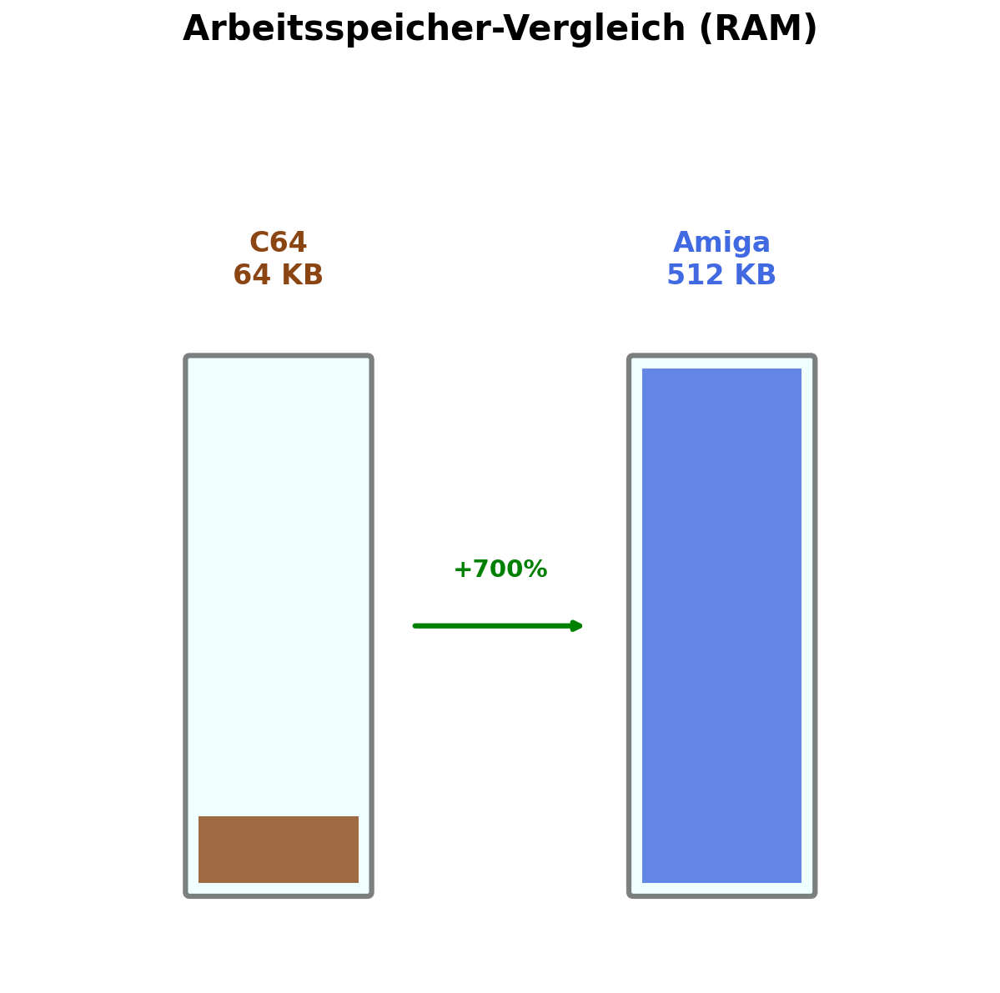 Arbeitsspeicher-Vergleich (RAM)
C64
64 KB
Amiga
512 KB
+700%